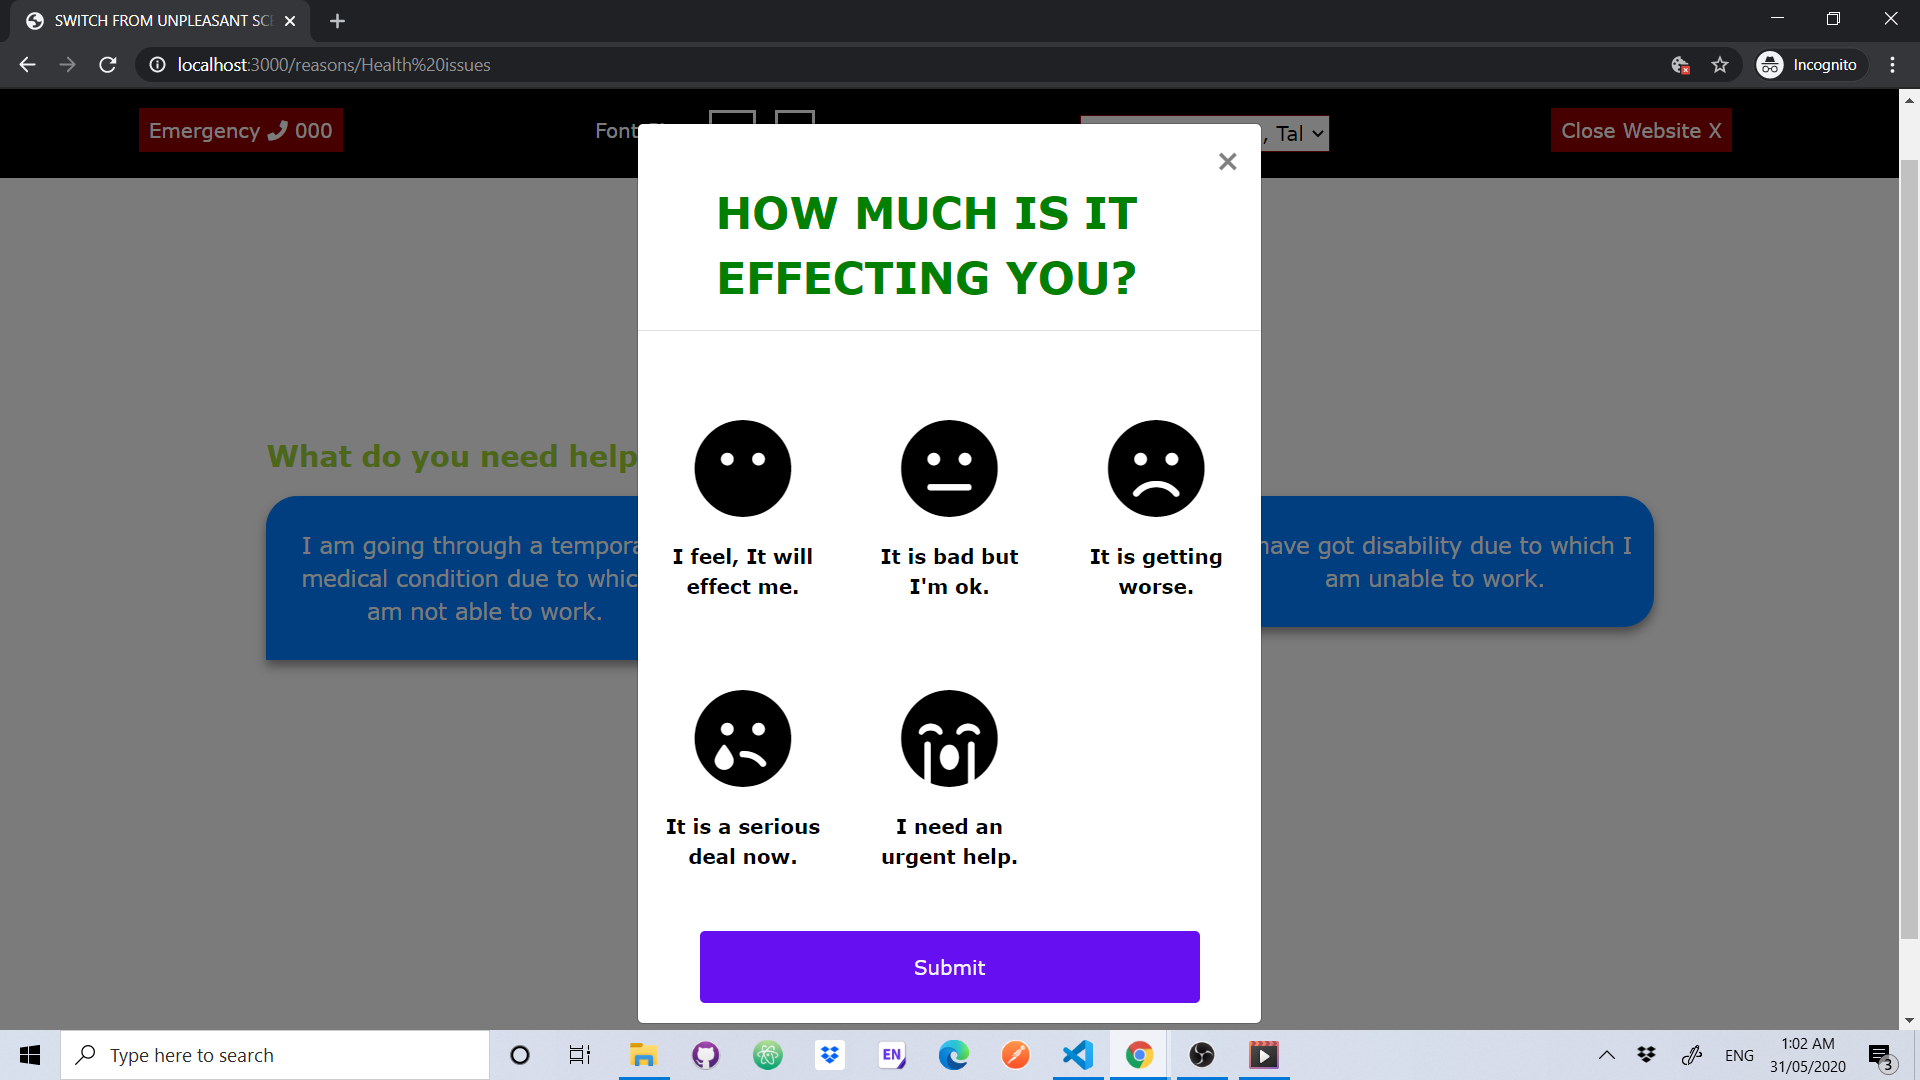 SWITCH FROM UNPLEASANT SC
localhost:3000/reasons/Health%20issues
Incognito
Emergency 000
Font
, Tal
Close Website X
HOW MUCH IS IT
EFFECTING YOU?
What do you need help
I am going through a tempora
medical condition due to whic
am not able to work.
have got disability due to which I
am unable to work.
I feel, It will
effect me.
It is bad but
I'm ok.
It is getting
worse.
It is a serious
deal now.
I need an
urgent help.
Submit
Type here to search
EN
ENG
1:02 AM
31/05/2020
3